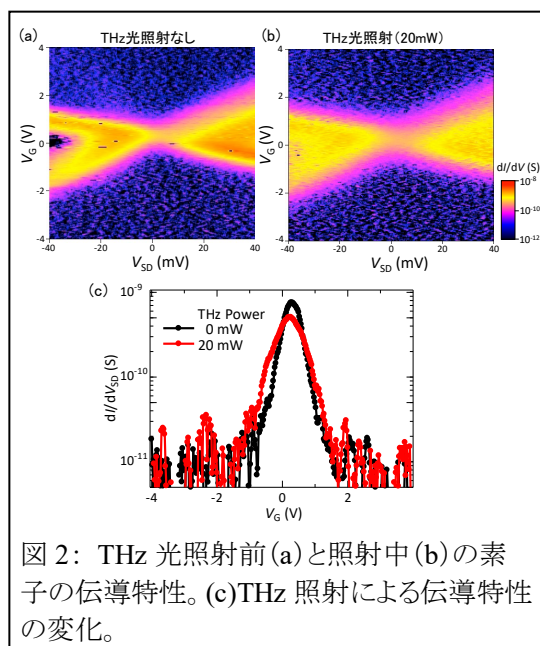 (a) THz光照射なし
(b) THz光照射(20mW)
4
2
0
-2
-4
V_G (V)
-40 -20 0 20 40
V_SD (mV)
4
2
0
-2
-4
-40 -20 0 20 40
V_SD (mV)
dI/dV (S)
10^-8
10^-10
10^-12
(c)
10^-9
10^-10
10^-11
dI/dV_SD (S)
THz Power
0 mW
20 mW
-4 -2 0 2
V_G (V)
図 2: THz 光照射前(a)と照射中(b)の素
子の伝導特性。(c)THz 照射による伝導特性
の変化。